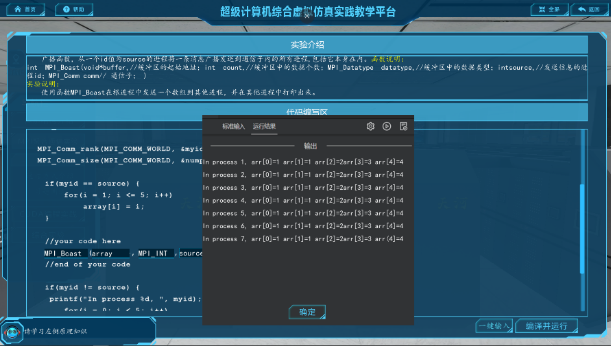 首页
帮助
超级计算机综合虚拟仿真实践教学平台
全屏
返回
实验介绍
广播函数，从一个id值为source的进程将一条消息广播发送到通信子内的所有进程,包括它本身在内。函数说明：
int MPI_Bcast(void*buffer,//缓冲区的起始地址; int count,//缓冲区中的数据个数; MPI_Datatype datatype,//缓冲区中的数据类型; intsource,//发送信息的进
程id; MPI_Comm comm// 通信子; }
实验说明：
使用函数MPI_Bcast在根进程中发送一个数组到其他进程，并在其他进程中打印出来。
代码编写区
MPI_Comm_rank(MPI_COMM_WORLD, &myid
MPI_Comm_size(MPI_COMM_WORLD, &nump
if(myid == source) {
for(i = 1; i <= 5; i++)
array[i] = i;
}
//your code here
MPI_Bcast array , MPI_INT ,source
//end of your code
if(myid != source) {
printf("In process %d, ", myid);
for(i = 0; i < 5; i++)
标准输入 运行结果
输出
In process 1, arr[0]=1 arr[1]=1 arr[2]=2arr[3]=3 arr[4]=4
In process 2, arr[0]=1 arr[1]=1 arr[2]=2arr[3]=3 arr[4]=4
In process 3, arr[0]=1 arr[1]=1 arr[2]=2arr[3]=3 arr[4]=4
In process 4, arr[0]=1 arr[1]=1 arr[2]=2arr[3]=3 arr[4]=4
In process 5, arr[0]=1 arr[1]=1 arr[2]=2arr[3]=3 arr[4]=4
In process 6, arr[0]=1 arr[1]=1 arr[2]=2arr[3]=3 arr[4]=4
In process 7, arr[0]=1 arr[1]=1 arr[2]=2arr[3]=3 arr[4]=4
确定
请学习左侧原理知识
一键输入
编译并运行